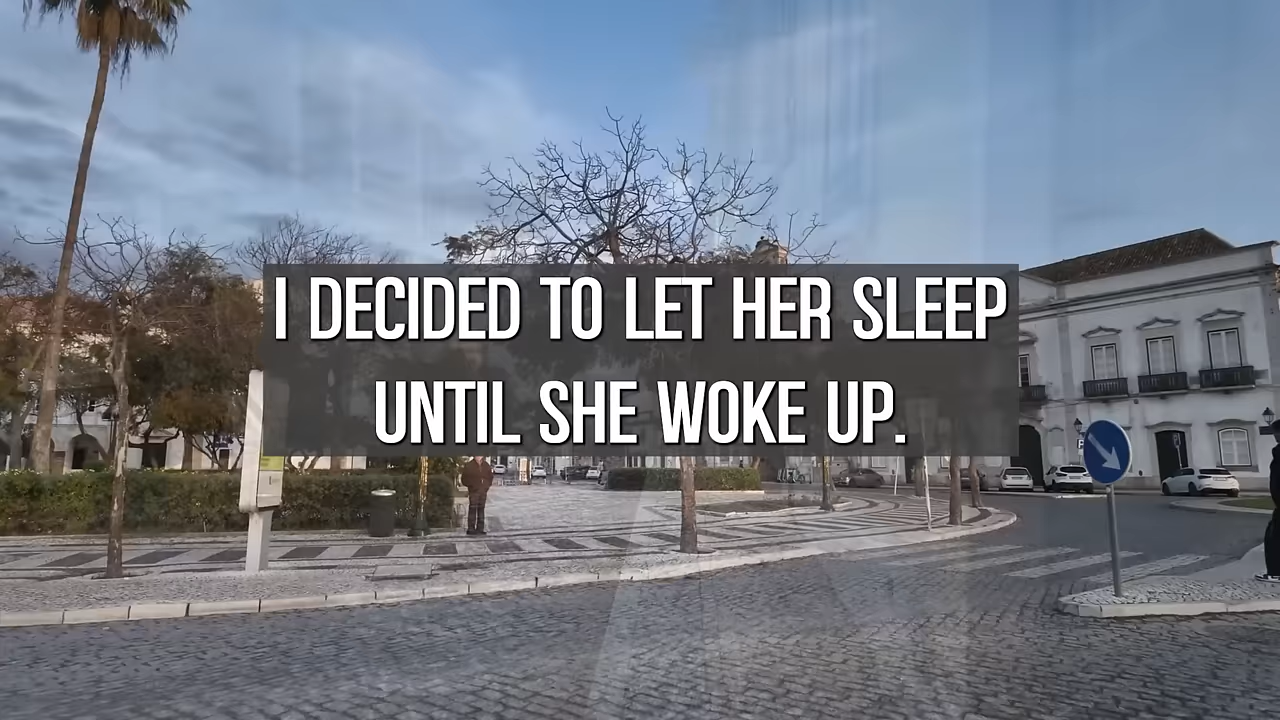 I DECIDED TO LET HER SLEEP
UNTIL SHE WOKE UP.